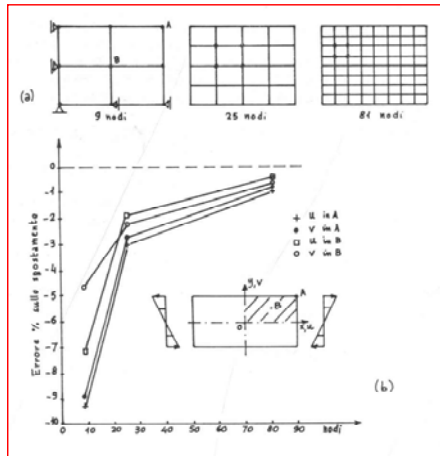 A
B
(a)
9 nodi
25 nodi
81 nodi
Errore % sullo spostamento
0
-1
-2
-3
-4
-5
-6
-7
-8
-9
-10
+ u in A
• v in A
□ u in B
○ v in B
y,v
A
B
O
x,u
(b)
0 10 20 30 40 50 60 70 80 90 nodi